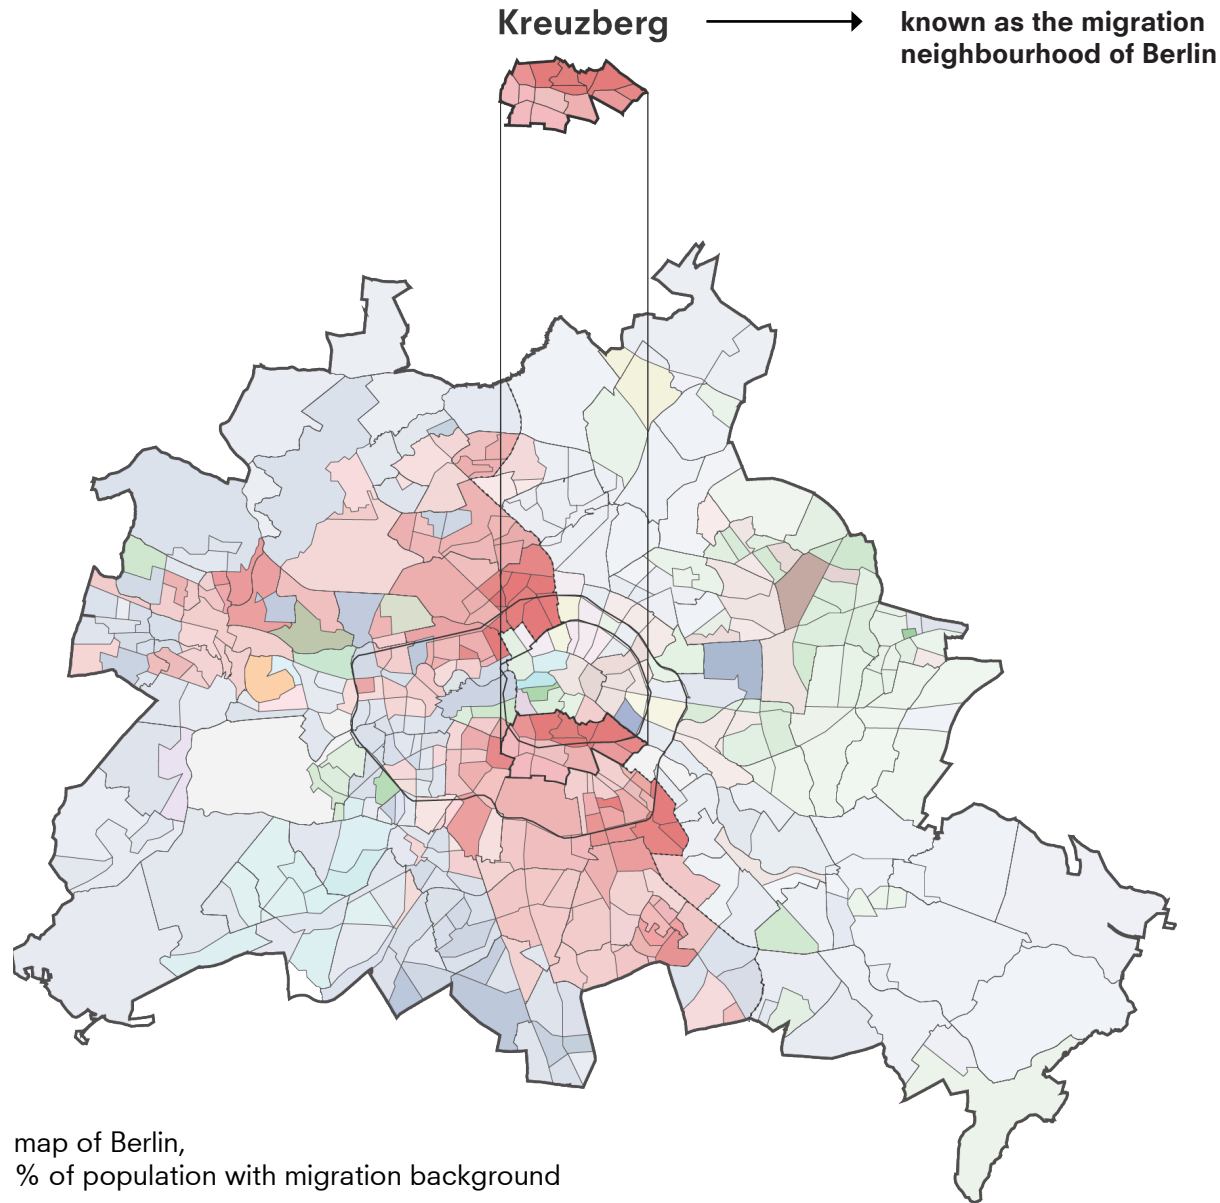 Kreuzberg
known as the migration
neighbourhood of Berlin
map of Berlin,
% of population with migration background